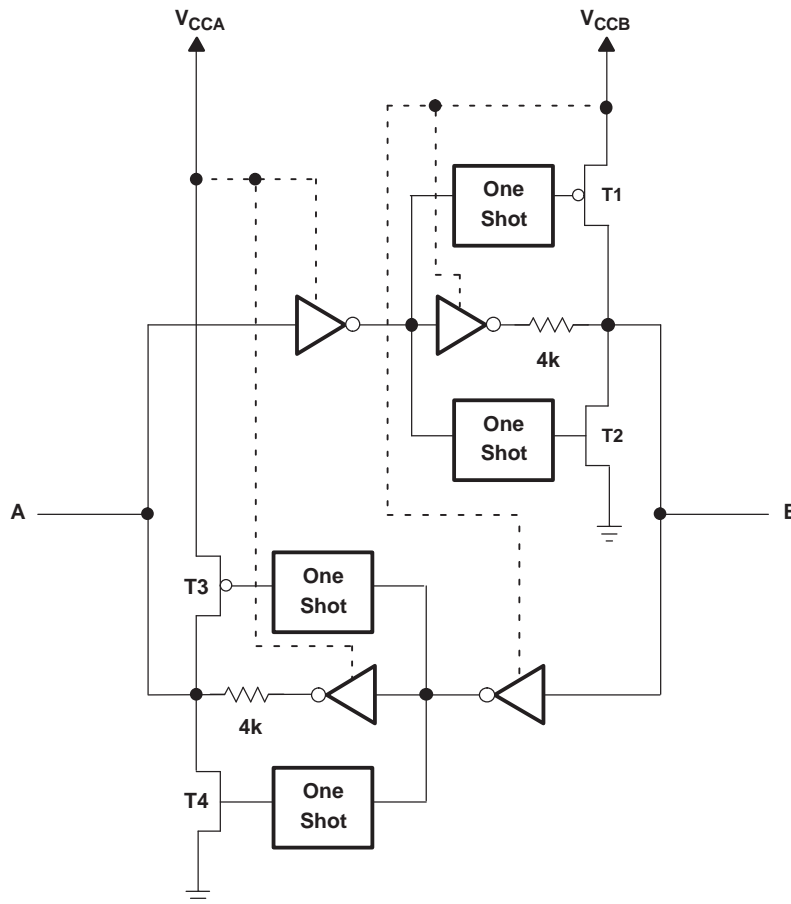 VCCA
VCCB
One
Shot
T1
4k
One
Shot
T2
A
B
T3
One
Shot
4k
T4
One
Shot